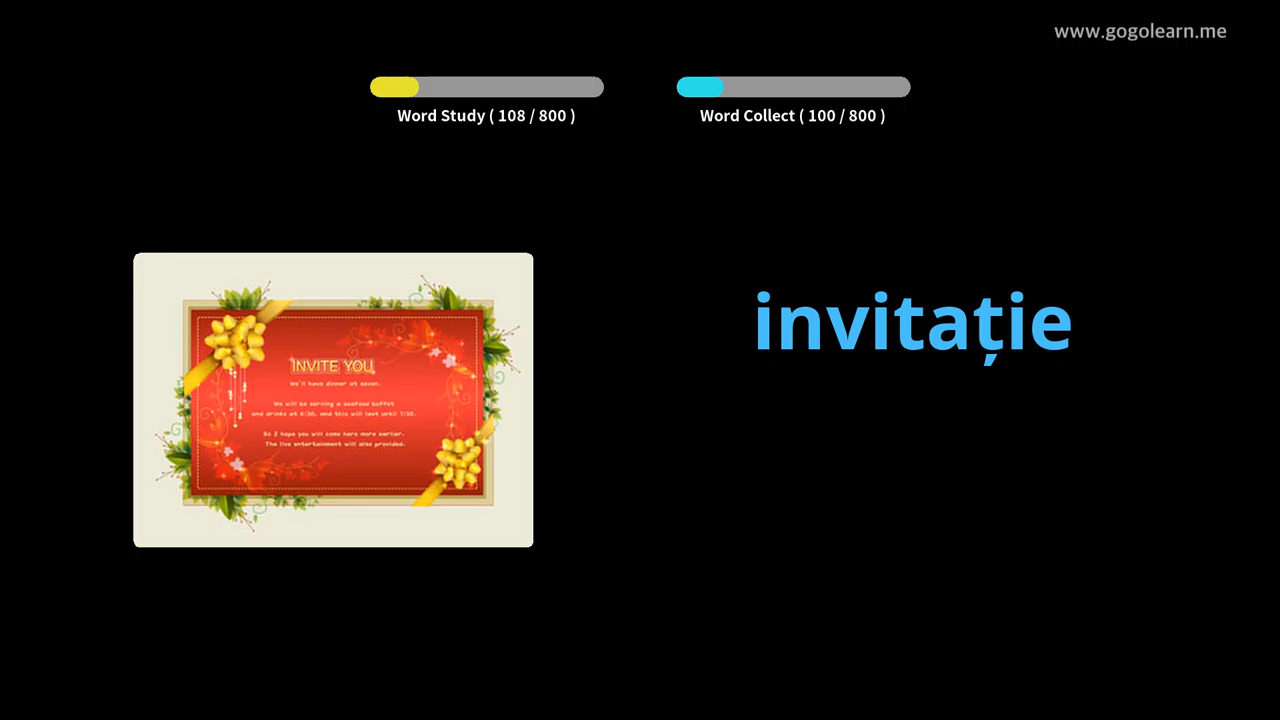 www.gogolearn.me
Word Study ( 108 / 800 )
Word Collect ( 100 / 800 )
invitație
INVITE YOU
We'll have dinner at seven.
We will be serving a seafood buffet
and drinks at 6:30, and this will last until 7:30.
So I hope you will come here more earlier.
The live entertainment will also provided.